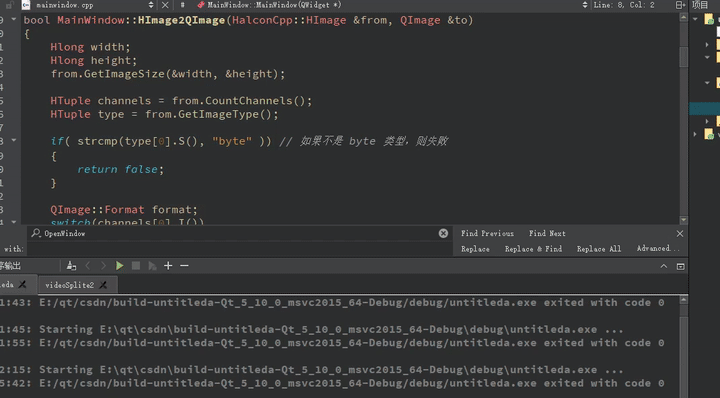 mainwindow.cpp
# MainWindow::MainWindow(QWidget *)
Line: 8, Col: 2
项目
bool MainWindow::HImage2QImage(HalconCpp::HImage &from, QImage &to)
{
Hlong width;
Hlong height;
from.GetImageSize(&width, &height);
HTuple channels = from.CountChannels();
HTuple type = from.GetImageType();
if( strcmp(type[0].S(), "byte" )) // 如果不是 byte 类型，则失败
{
return false;
}
QImage::Format format;
switch(channels[0].I())
OpenWindow
Find Previous Find Next
with:
Replace Replace & Find Replace All Advanced...
序输出
leda videoSplite2
1:43: E:/qt/csdn/build-untitleda-Qt_5_10_0_msvc2015_64-Debug/debug/untitleda.exe exited with code 0
1:45: Starting E:\qt\csdn\build-untitleda-Qt_5_10_0_msvc2015_64-Debug\debug\untitleda.exe ...
1:55: E:/qt/csdn/build-untitleda-Qt_5_10_0_msvc2015_64-Debug/debug/untitleda.exe exited with code 0
2:15: Starting E:\qt\csdn\build-untitleda-Qt_5_10_0_msvc2015_64-Debug\debug\untitleda.exe ...
5:42: E:/qt/csdn/build-untitleda-Qt_5_10_0_msvc2015_64-Debug/debug/untitleda.exe exited with code 0